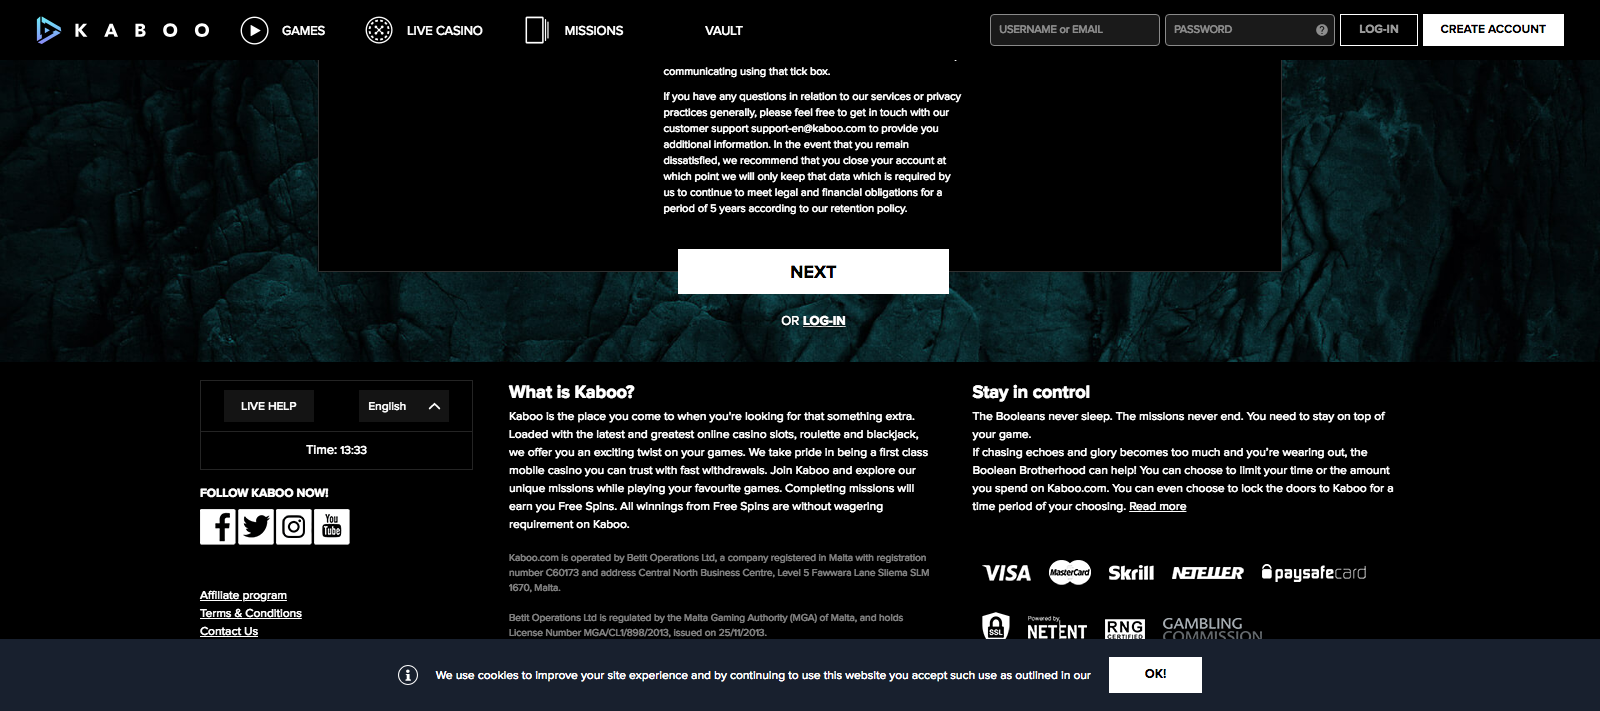 KABOO
GAMES
LIVE CASINO
MISSIONS
VAULT
USERNAME or EMAIL
PASSWORD
?
LOG-IN
CREATE ACCOUNT
communicating using that tick box.
If you have any questions in relation to our services or privacy
practices generally, please feel free to get in touch with our
customer support support-en@kaboo.com to provide you
additional information. In the event that you remain
dissatisfied, we recommend that you close your account at
which point we will only keep that data which is required by
us to continue to meet legal and financial obligations for a
period of 5 years according to our retention policy.
NEXT
OR LOG-IN
LIVE HELP
English
Time: 13:33
FOLLOW KABOO NOW!
You
Tube
Affiliate program
Terms & Conditions
Contact Us
What is Kaboo?
Kaboo is the place you come to when you're looking for that something extra.
Loaded with the latest and greatest online casino slots, roulette and blackjack,
we offer you an exciting twist on your games. We take pride in being a first class
mobile casino you can trust with fast withdrawals. Join Kaboo and explore our
unique missions while playing your favourite games. Completing missions will
earn you Free Spins. All winnings from Free Spins are without wagering
requirement on Kaboo.
Kaboo.com is operated by Betit Operations Ltd, a company registered in Malta with registration
number C60173 and address Central North Business Centre, Level 5 Fawwara Lane Sliema SLM
1670, Malta.
Betit Operations Ltd is regulated by the Malta Gaming Authority (MGA) of Malta, and holds
License Number MGA/CL1/898/2013, issued on 25/11/2013.
Stay in control
The Booleans never sleep. The missions never end. You need to stay on top of
your game.
If chasing echoes and glory becomes too much and you're wearing out, the
Boolean Brotherhood can help! You can choose to limit your time or the amount
you spend on Kaboo.com. You can even choose to lock the doors to Kaboo for a
time period of your choosing. Read more
VISA
MasterCard
Skrill
NETELLER
paysafecard
SSL
Powered by
NETENT
RNG
CERTIFIED
GAMBLING
COMMISSION
We use cookies to improve your site experience and by continuing to use this website you accept such use as outlined in our
OK!